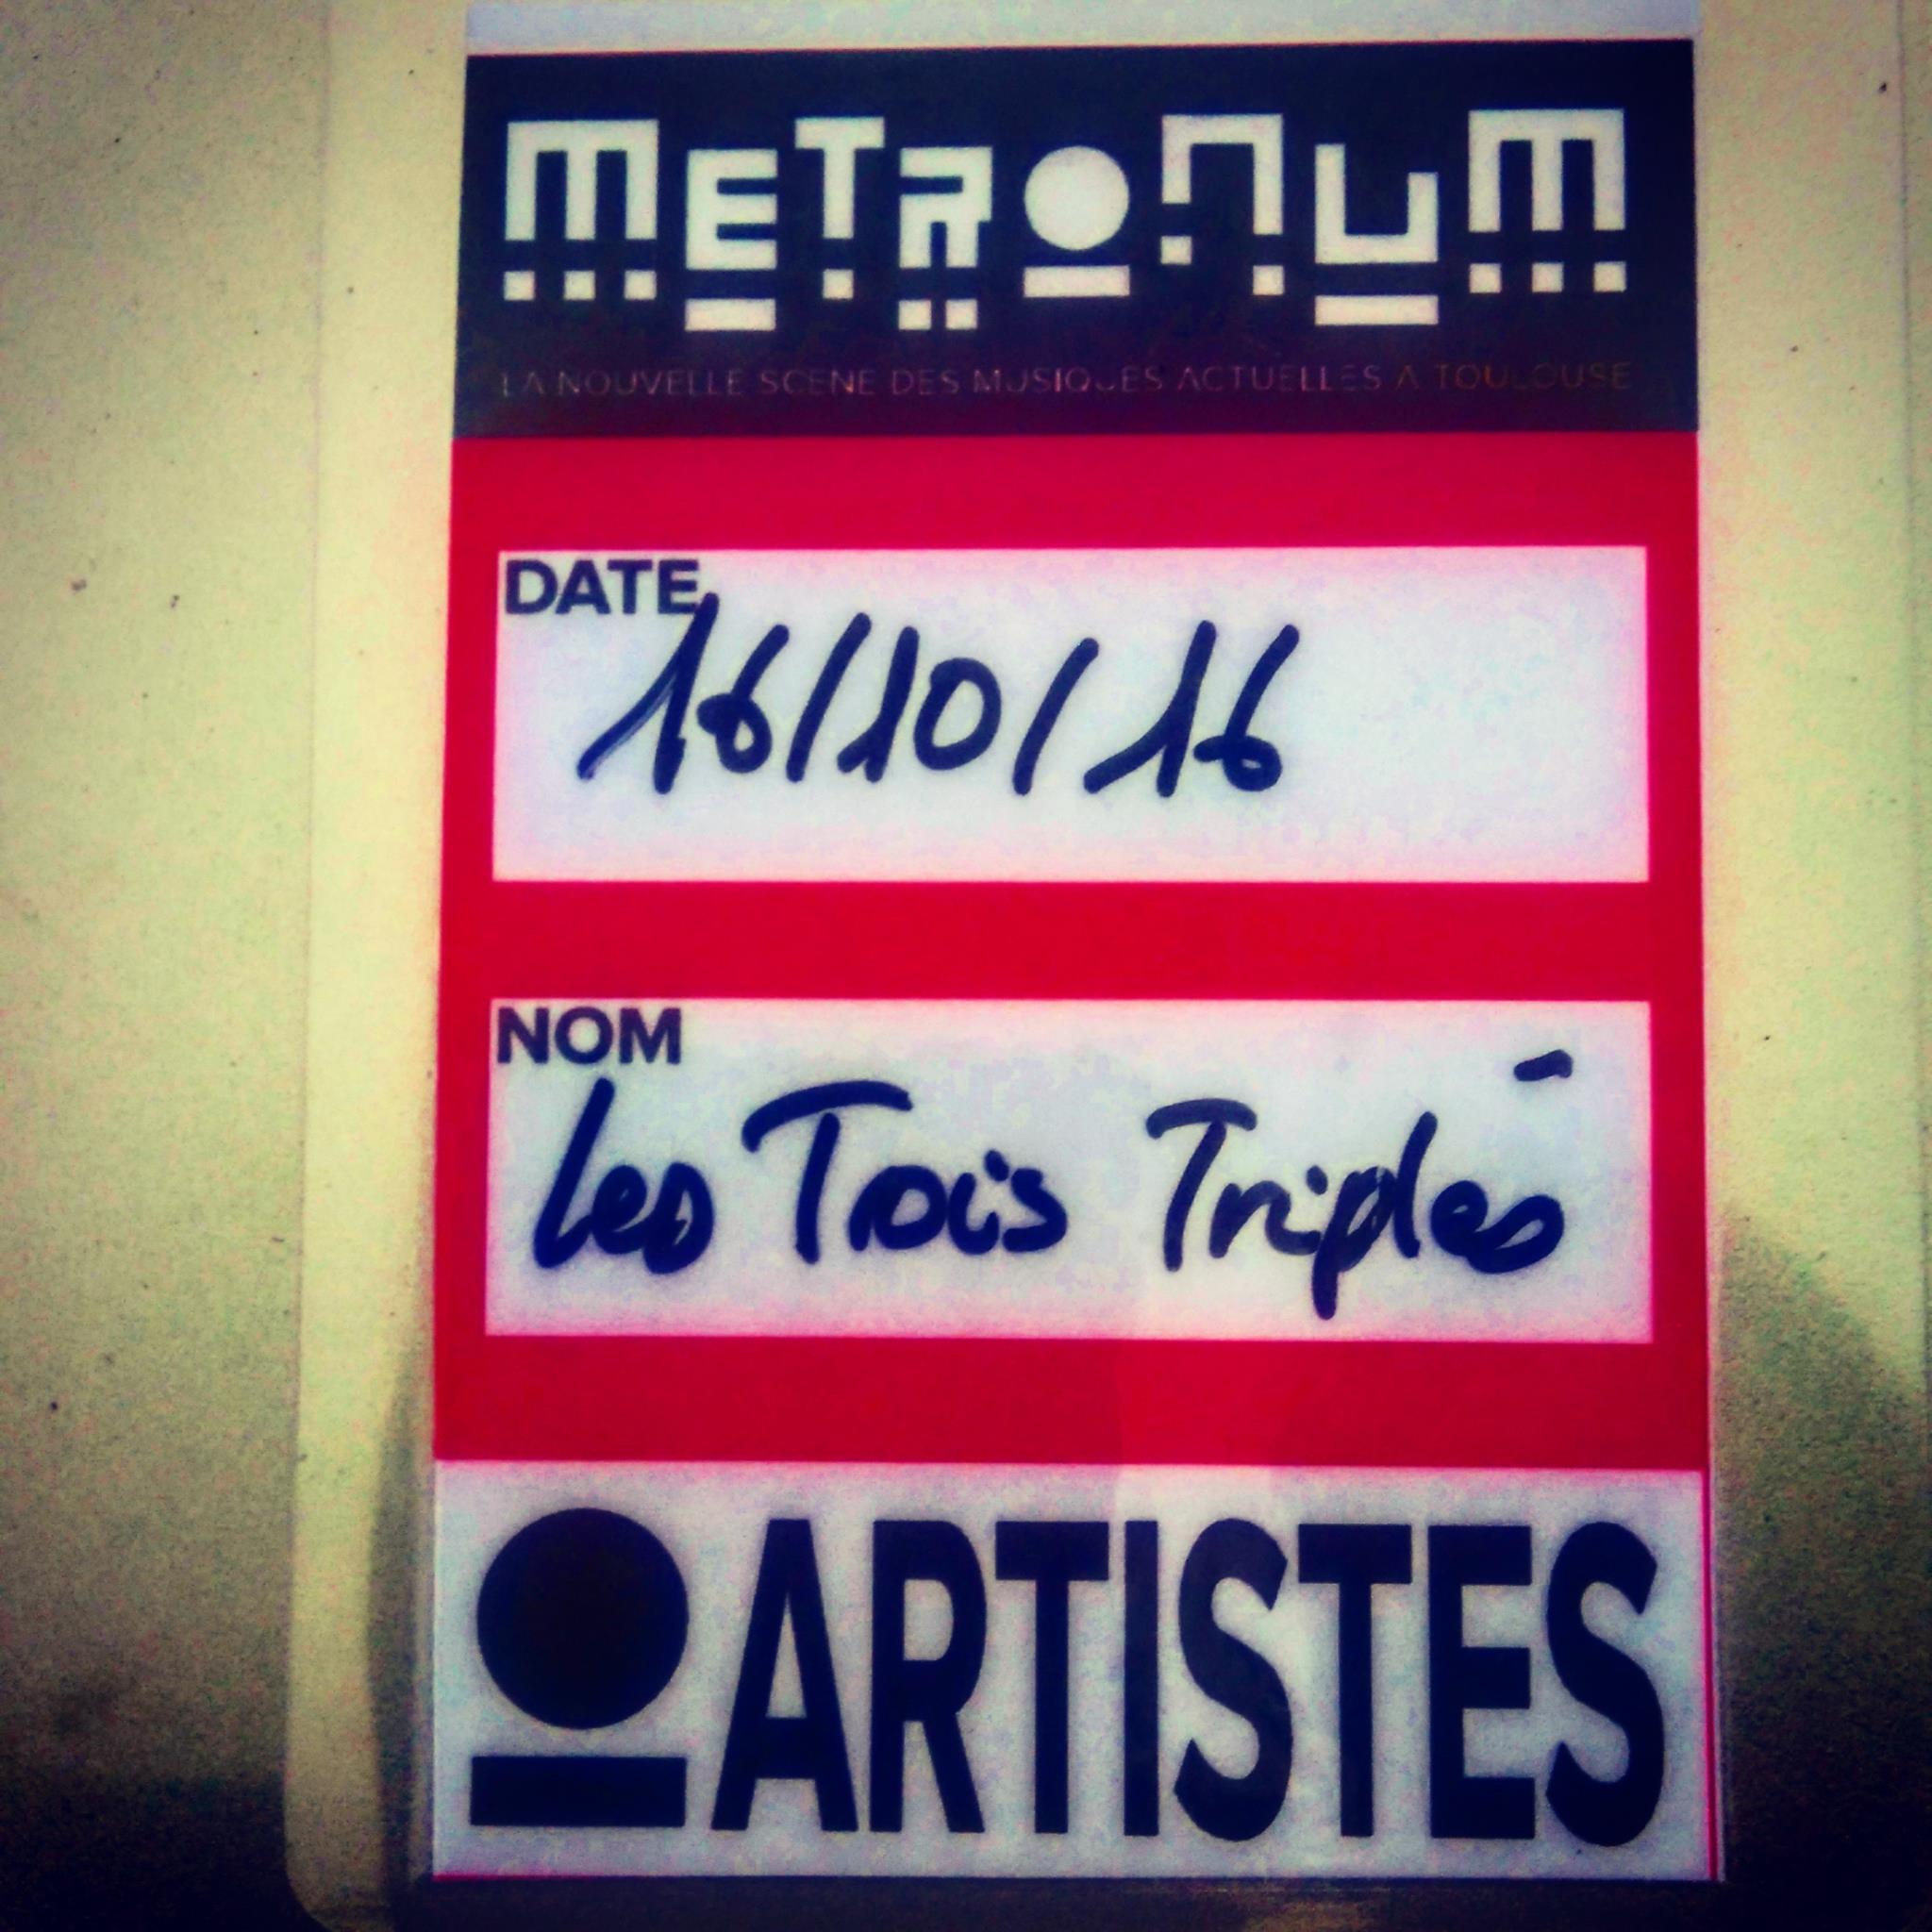 METRONUM
LA NOUVELLE SCENE DES MUSIQUES ACTUELLES A TOULOUSE
DATE
16/10/16
NOM
Les Trois Triplés
ARTISTES